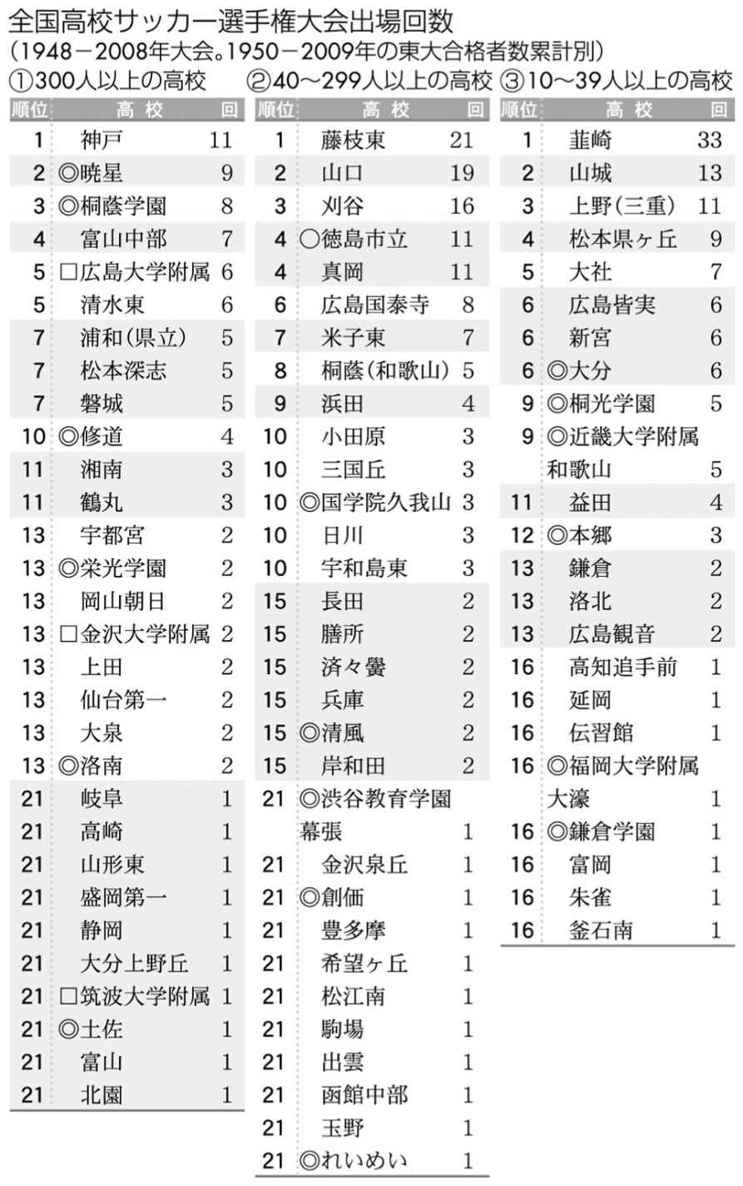 全国高校サッカー選手権大会出場回数
（1948－2008年大会。1950－2009年の東大合格者数累計別）
①300人以上の高校
順位 高校 回
1 神戸 11
2 ◎暁星 9
3 ◎桐蔭学園 8
4 富山中部 7
5 □広島大学附属 6
5 清水東 6
7 浦和（県立） 5
7 松本深志 5
7 磐城 5
10 ◎修道 4
11 湘南 3
11 鶴丸 3
13 宇都宮 2
13 ◎栄光学園 2
13 岡山朝日 2
13 □金沢大学附属 2
13 上田 2
13 仙台第一 2
13 大泉 2
13 ◎洛南 2
21 岐阜 1
21 高崎 1
21 山形東 1
21 盛岡第一 1
21 静岡 1
21 大分上野丘 1
21 □筑波大学附属 1
21 ◎土佐 1
21 富山 1
21 北園 1
②40〜299人以上の高校
順位 高校 回
1 藤枝東 21
2 山口 19
3 刈谷 16
4 ○徳島市立 11
4 真岡 11
6 広島国泰寺 8
7 米子東 7
8 桐蔭（和歌山） 5
9 浜田 4
10 小田原 3
10 三国丘 3
10 ◎国学院久我山 3
10 日川 3
10 宇和島東 3
15 長田 2
15 膳所 2
15 済々黌 2
15 兵庫 2
15 ◎清風 2
15 岸和田 2
21 ◎渋谷教育学園
幕張 1
21 金沢泉丘 1
21 ◎創価 1
21 豊多摩 1
21 希望ヶ丘 1
21 松江南 1
21 駒場 1
21 出雲 1
21 函館中部 1
21 玉野 1
21 ◎れいめい 1
③10〜39人以上の高校
順位 高校 回
1 韮崎 33
2 山城 13
3 上野（三重） 11
4 松本県ヶ丘 9
5 大社 7
6 広島皆実 6
6 新宮 6
6 ◎大分 6
9 ◎桐光学園 5
9 ◎近畿大学附属
和歌山 5
11 益田 4
12 ◎本郷 3
13 鎌倉 2
13 洛北 2
13 広島観音 2
16 高知追手前 1
16 延岡 1
16 伝習館 1
16 ◎福岡大学附属
大濠 1
16 ◎鎌倉学園 1
16 富岡 1
16 朱雀 1
16 釜石南 1